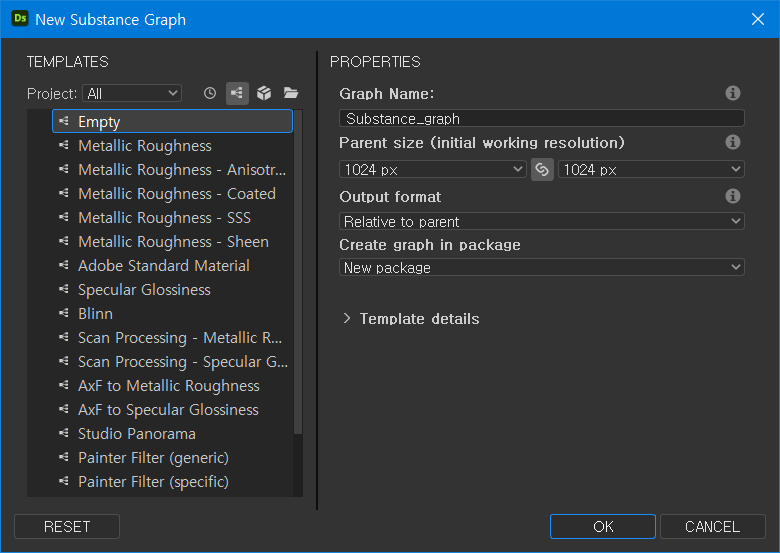 Ds New Substance Graph
TEMPLATES
Project: All
Empty
Metallic Roughness
Metallic Roughness - Anisotr...
Metallic Roughness - Coated
Metallic Roughness - SSS
Metallic Roughness - Sheen
Adobe Standard Material
Specular Glossiness
Blinn
Scan Processing - Metallic R...
Scan Processing - Specular G...
AxF to Metallic Roughness
AxF to Specular Glossiness
Studio Panorama
Painter Filter (generic)
Painter Filter (specific)
PROPERTIES
Graph Name:
Substance_graph
Parent size (initial working resolution)
1024 px 1024 px
Output format
Relative to parent
Create graph in package
New package
Template details
RESET OK CANCEL